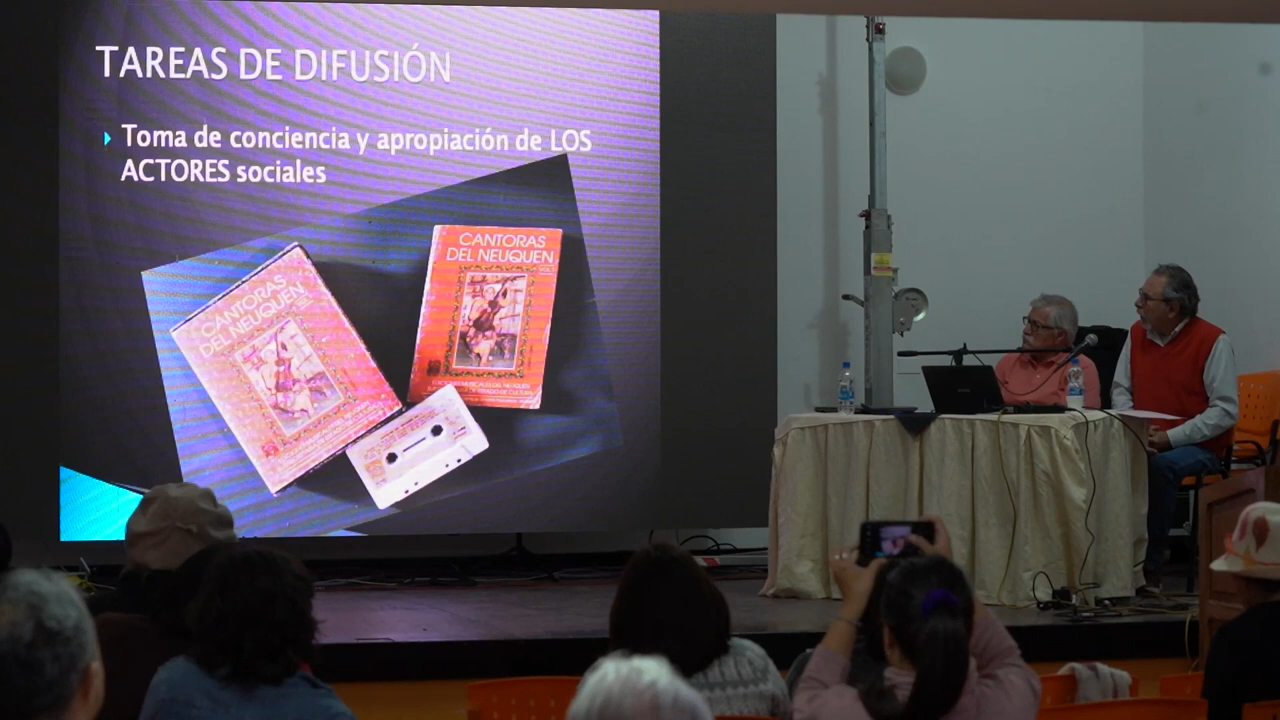 TAREAS DE DIFUSIÓN
Toma de conciencia y apropiación de LOS
ACTORES sociales
CANTORAS
DEL NEUQUEN
CANTORAS
DEL NEUQUEN